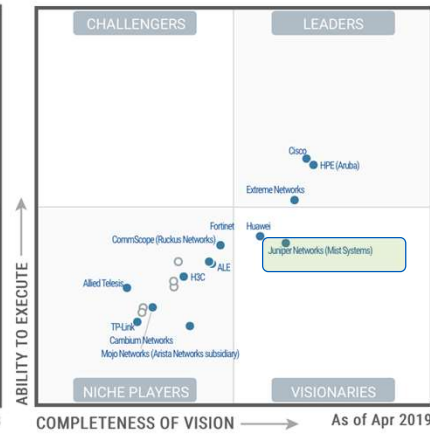 CHALLENGERS
LEADERS
Cisco
HPE (Aruba)
Extreme Networks
Fortinet
Huawei
CommScope (Ruckus Networks)
Juniper Networks (Mist Systems)
ALE
H3C
Allied Telesis
TP-Link
Cambium Networks
Mojo Networks (Arista Networks subsidiary)
NICHE PLAYERS
VISIONARIES
ABILITY TO EXECUTE
COMPLETENESS OF VISION
As of Apr 2019